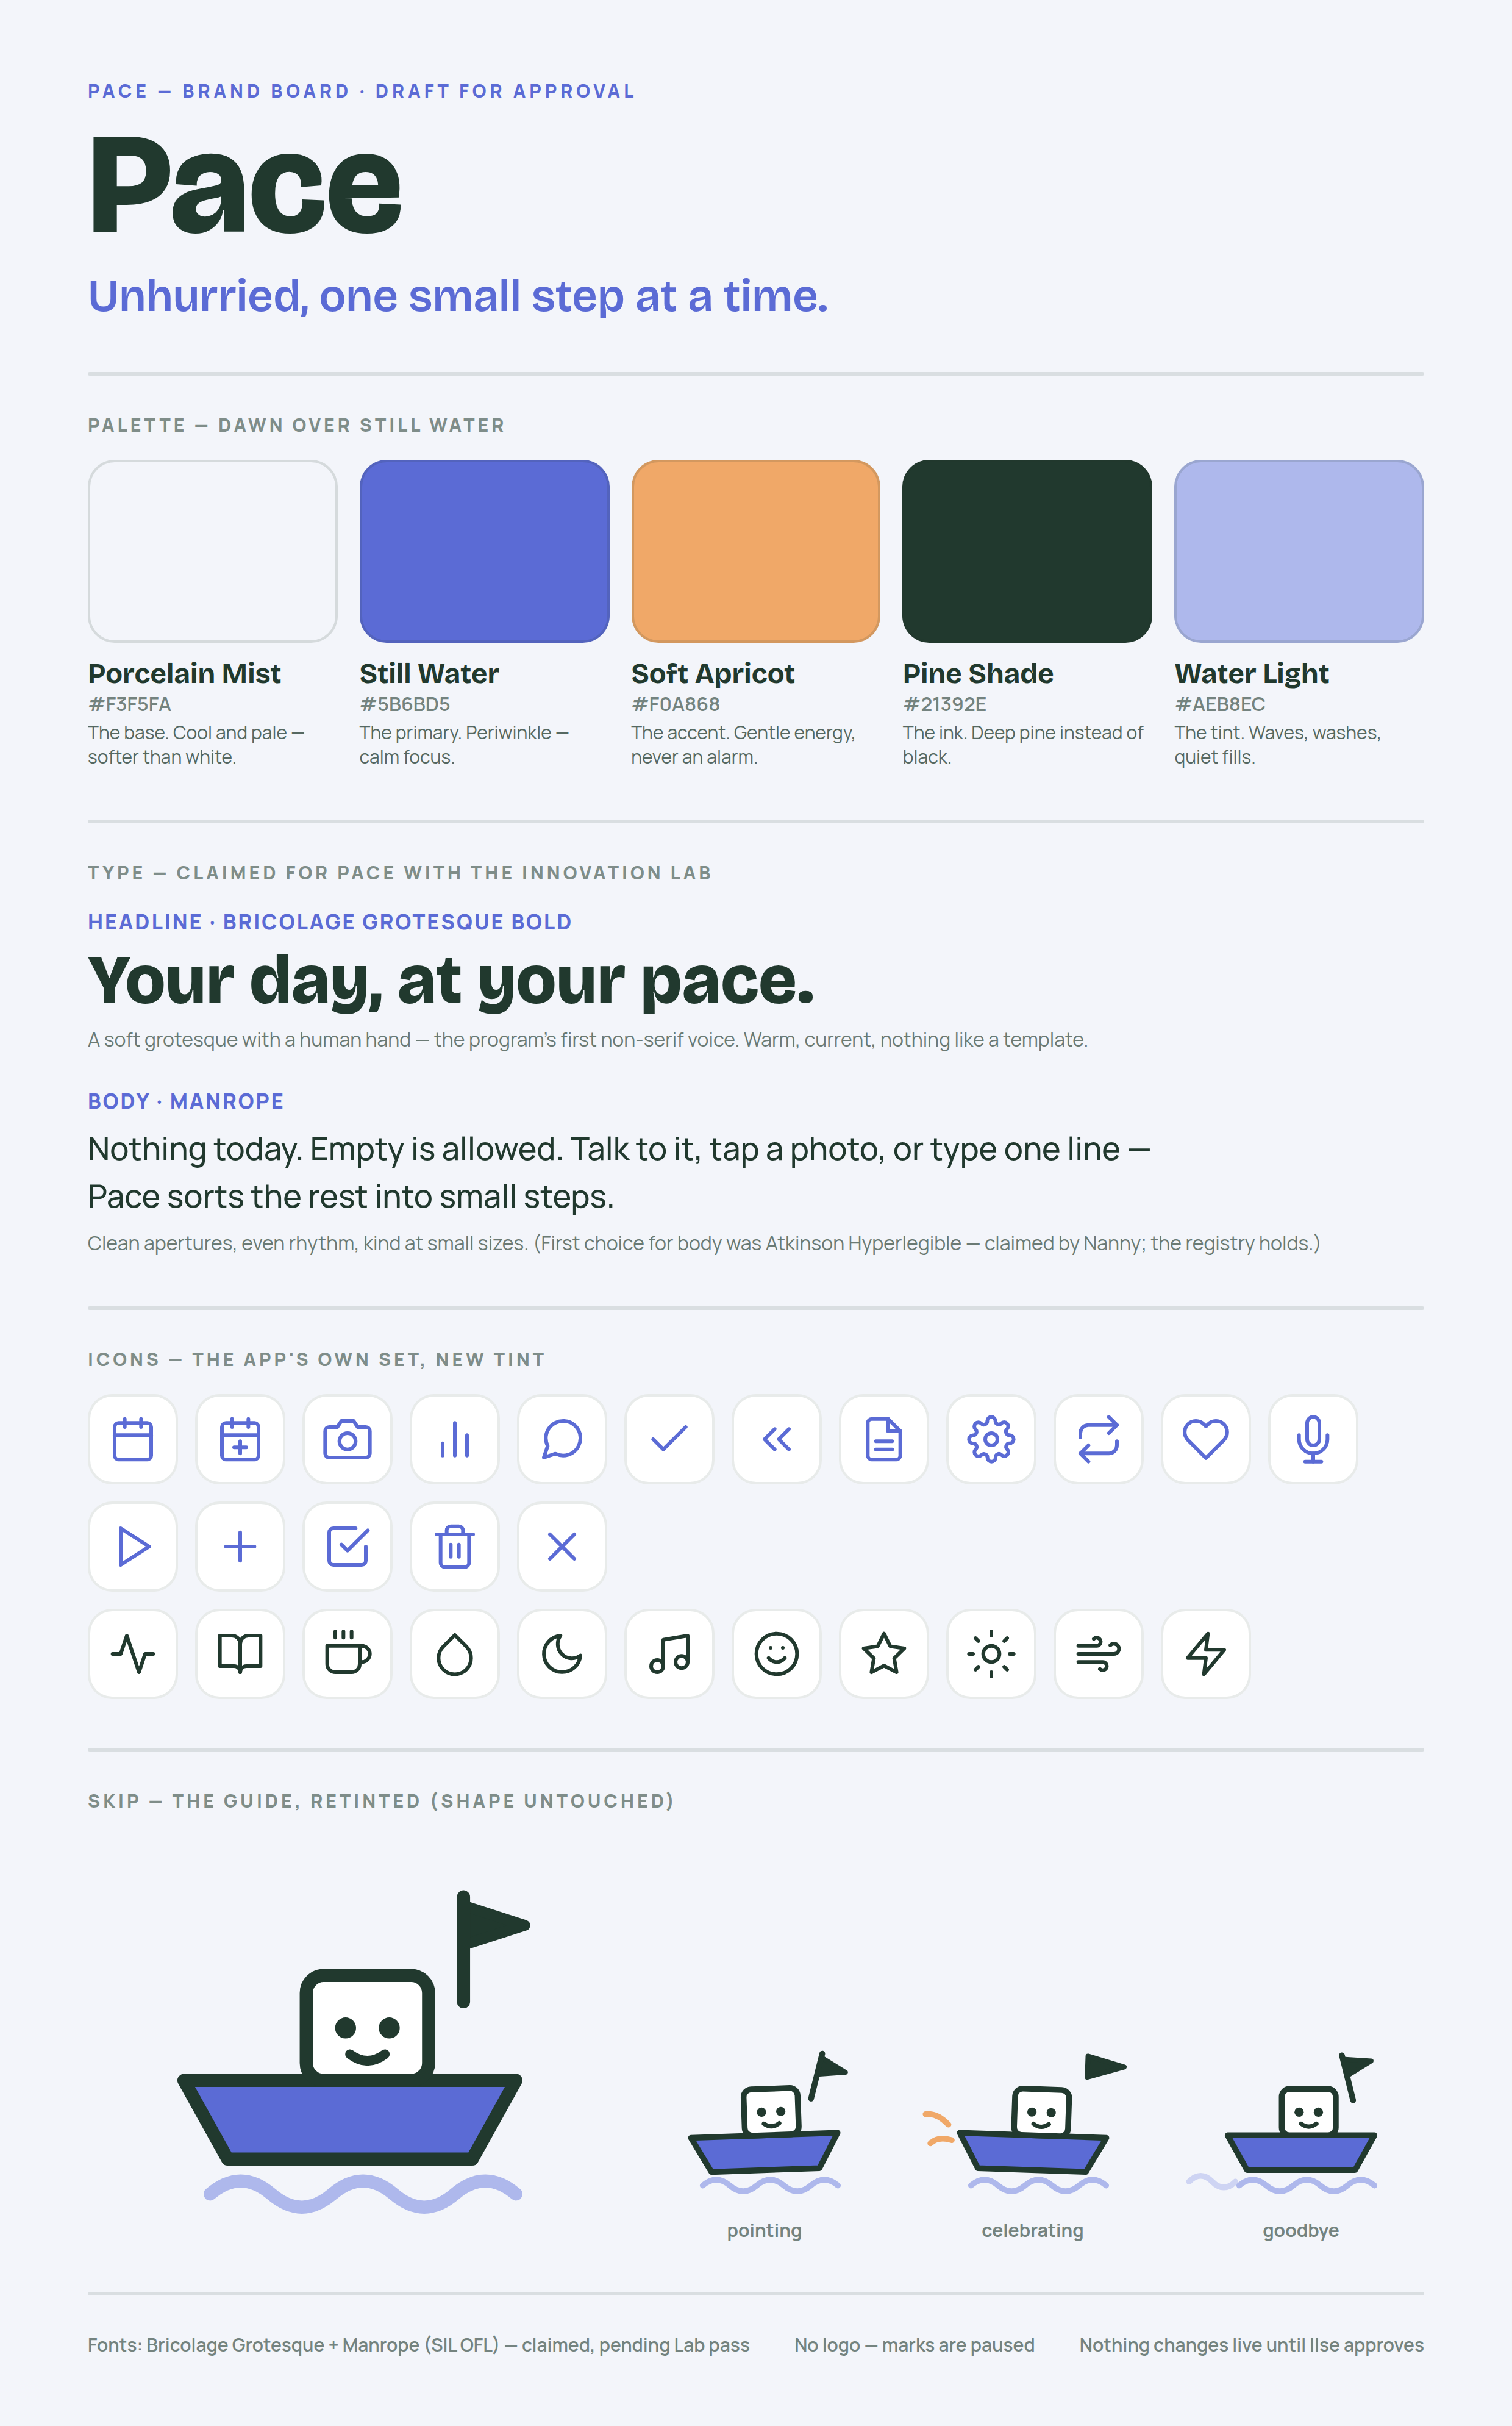 PACE — BRAND BOARD · DRAFT FOR APPROVAL
Pace
Unhurried, one small step at a time.
PALETTE — DAWN OVER STILL WATER
Porcelain Mist
#F3F5FA
The base. Cool and pale —
softer than white.
Still Water
#5B6BD5
The primary. Periwinkle —
calm focus.
Soft Apricot
#F0A868
The accent. Gentle energy,
never an alarm.
Pine Shade
#21392E
The ink. Deep pine instead of
black.
Water Light
#AEB8EC
The tint. Waves, washes,
quiet fills.
TYPE — CLAIMED FOR PACE WITH THE INNOVATION LAB
HEADLINE · BRICOLAGE GROTESQUE BOLD
Your day, at your pace.
A soft grotesque with a human hand — the program's first non-serif voice. Warm, current, nothing like a template.
BODY · MANROPE
Nothing today. Empty is allowed. Talk to it, tap a photo, or type one line —
Pace sorts the rest into small steps.
Clean apertures, even rhythm, kind at small sizes. (First choice for body was Atkinson Hyperlegible — claimed by Nanny; the registry holds.)
ICONS — THE APP'S OWN SET, NEW TINT
SKIP — THE GUIDE, RETINTED (SHAPE UNTOUCHED)
pointing
celebrating
goodbye
Fonts: Bricolage Grotesque + Manrope (SIL OFL) — claimed, pending Lab pass
No logo — marks are paused
Nothing changes live until Ilse approves